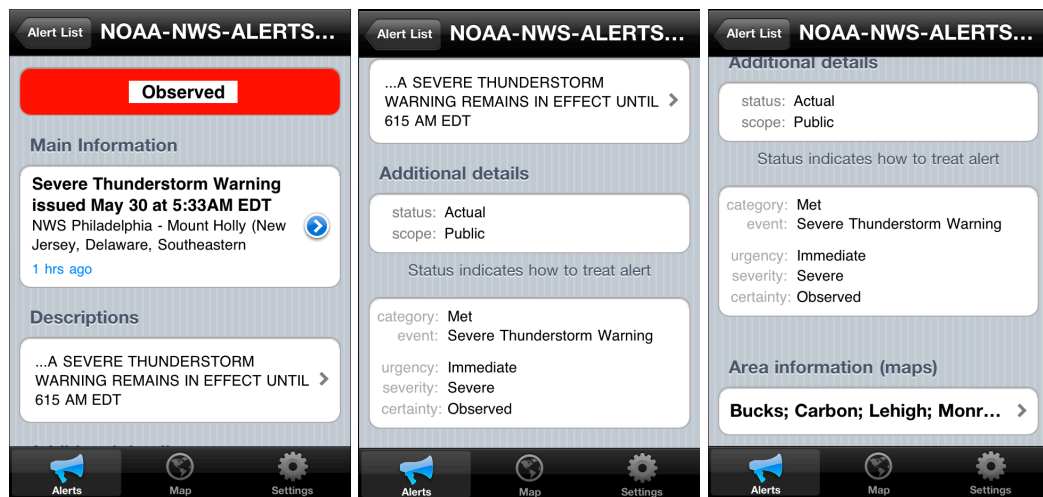 Alert List NOAA-NWS-ALERTS...
Observed
Main Information
Severe Thunderstorm Warning
issued May 30 at 5:33AM EDT
NWS Philadelphia - Mount Holly (New
Jersey, Delaware, Southeastern
1 hrs ago
Descriptions
...A SEVERE THUNDERSTORM
WARNING REMAINS IN EFFECT UNTIL
615 AM EDT
Alerts Map Settings
Alert List NOAA-NWS-ALERTS...
...A SEVERE THUNDERSTORM
WARNING REMAINS IN EFFECT UNTIL
615 AM EDT
Additional details
status: Actual
scope: Public
Status indicates how to treat alert
category: Met
event: Severe Thunderstorm Warning
urgency: Immediate
severity: Severe
certainty: Observed
Alerts Map Settings
Alert List NOAA-NWS-ALERTS...
Additional details
status: Actual
scope: Public
Status indicates how to treat alert
category: Met
event: Severe Thunderstorm Warning
urgency: Immediate
severity: Severe
certainty: Observed
Area information (maps)
Bucks; Carbon; Lehigh; Monr...
Alerts Map Settings